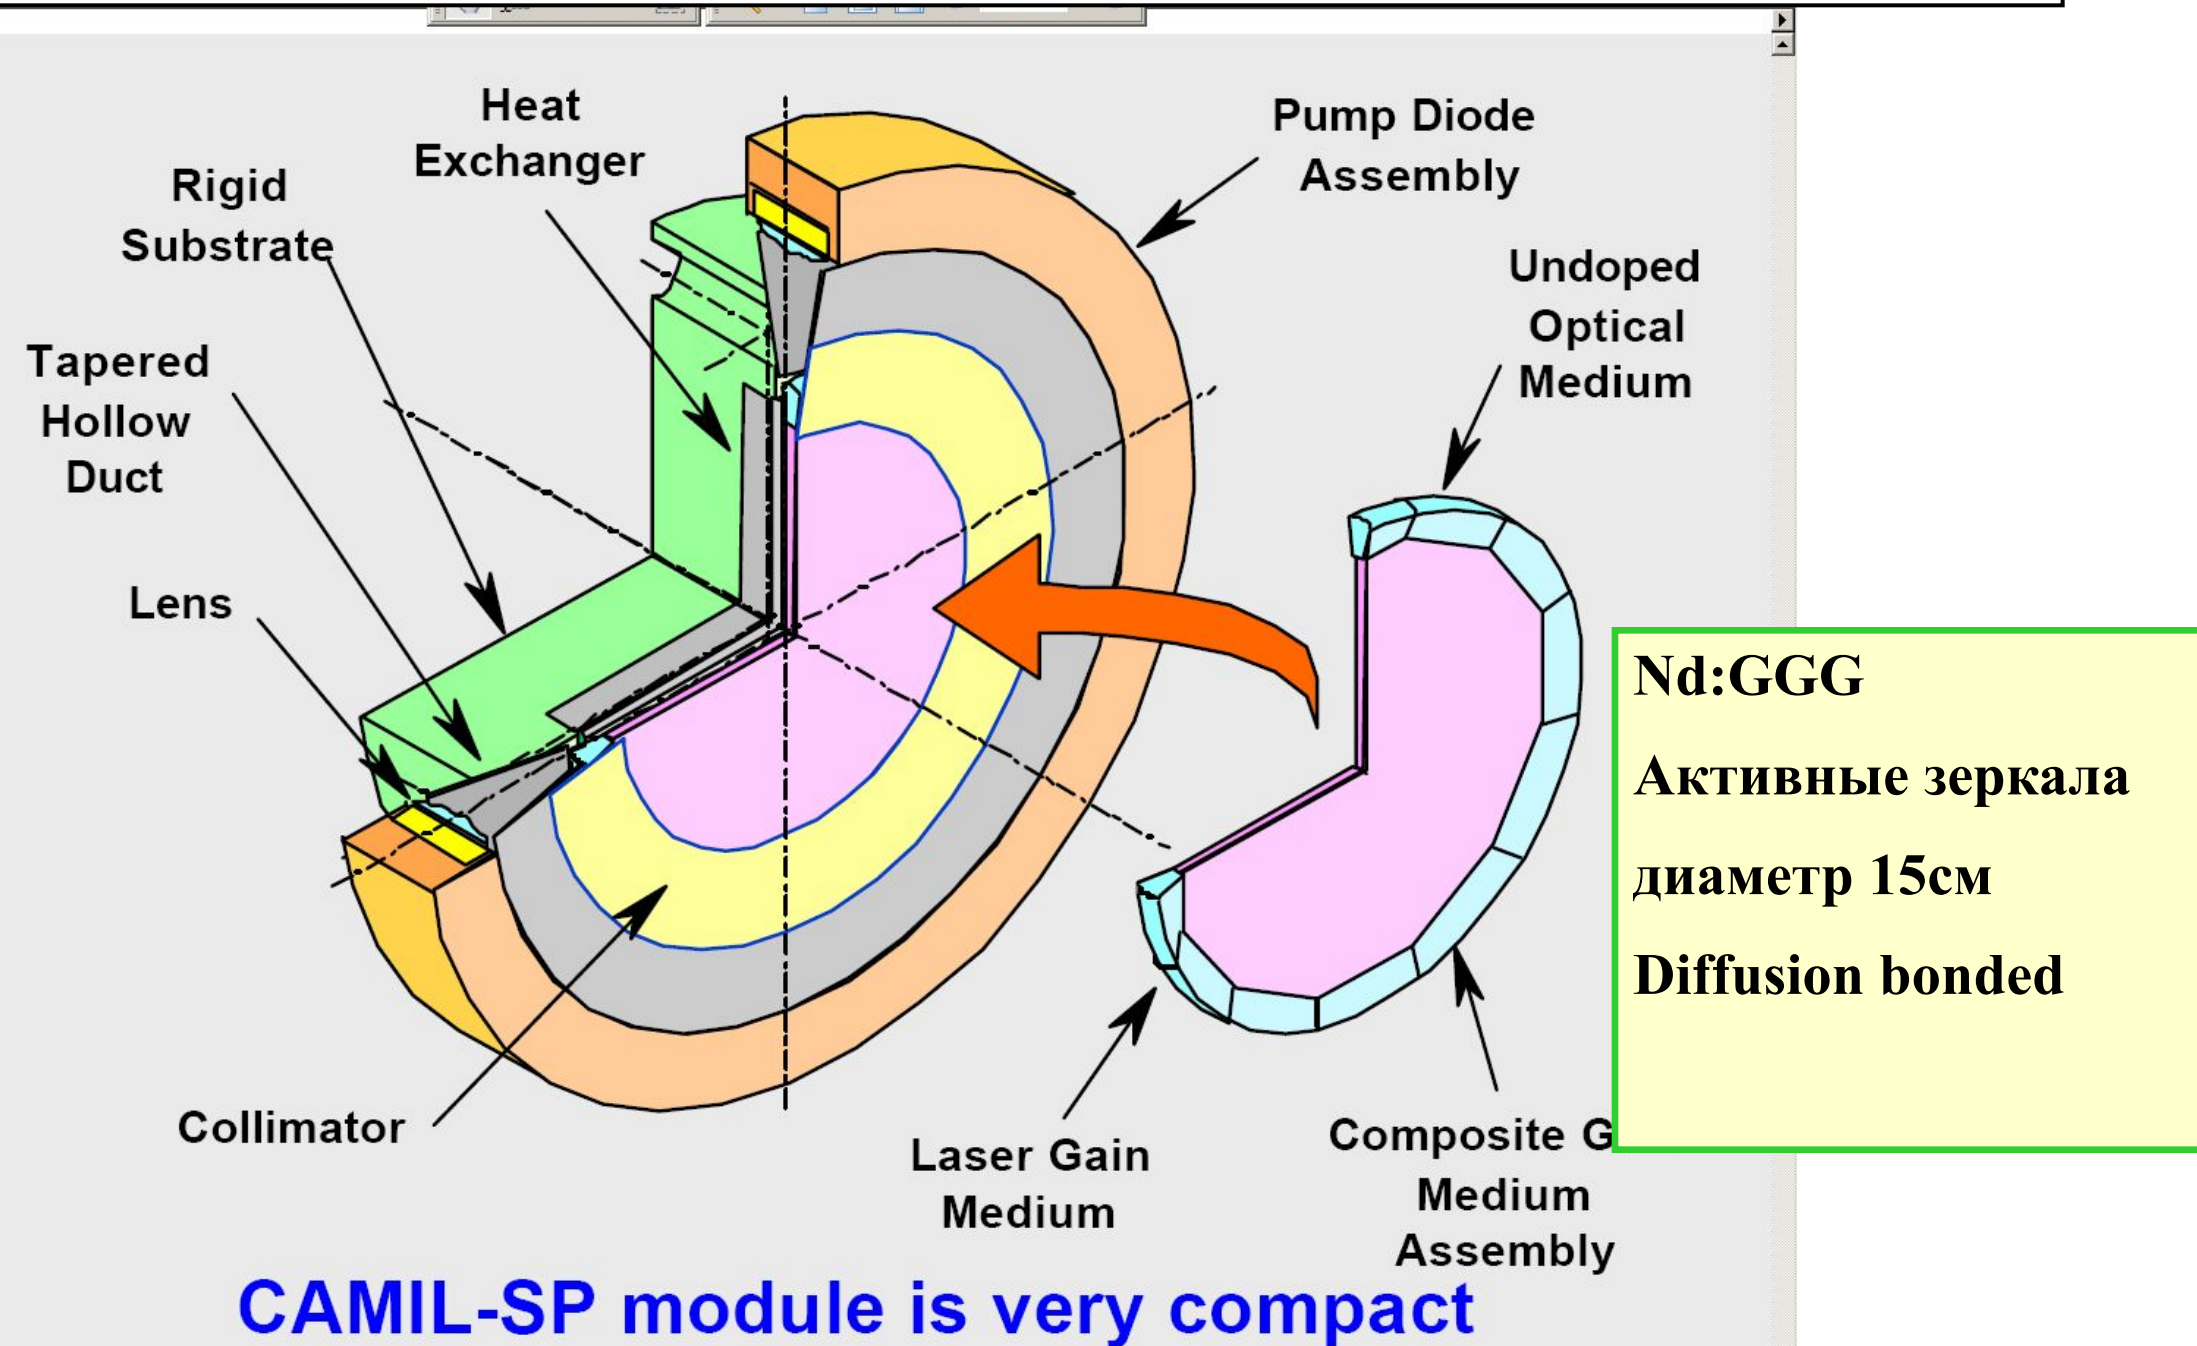 Heat
Exchanger
Pump Diode
Assembly
Rigid
Substrate
Undoped
Optical
Medium
Tapered
Hollow
Duct
Lens
Nd:GGG
Активные зеркала
диаметр 15см
Diffusion bonded
Collimator
Laser Gain
Medium
Composite G
Medium
Assembly
CAMIL-SP module is very compact